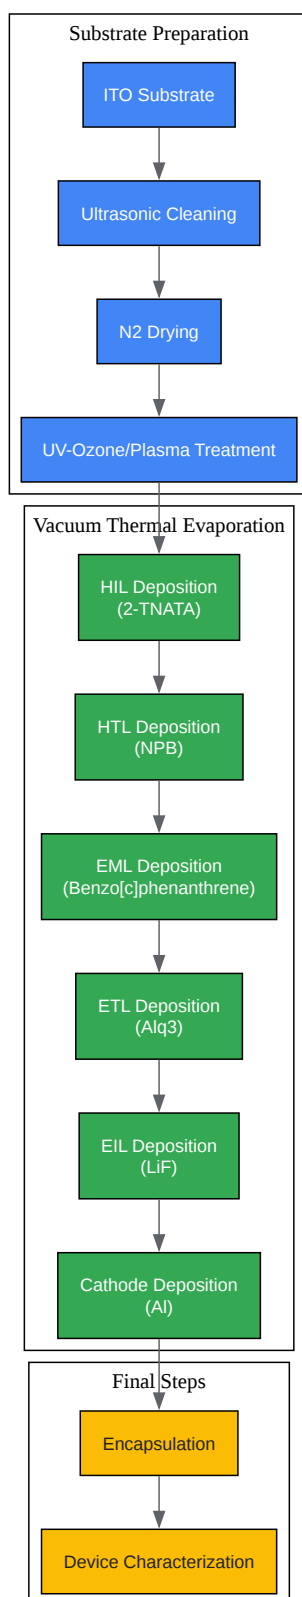 Substrate Preparation
ITO Substrate
Ultrasonic Cleaning
N2 Drying
UV-Ozone/Plasma Treatment
Vacuum Thermal Evaporation
HIL Deposition
(2-TNATA)
HTL Deposition
(NPB)
EML Deposition
(Benzo[c]phenanthrene)
ETL Deposition
(Alq3)
EIL Deposition
(LiF)
Cathode Deposition
(Al)
Final Steps
Encapsulation
Device Characterization